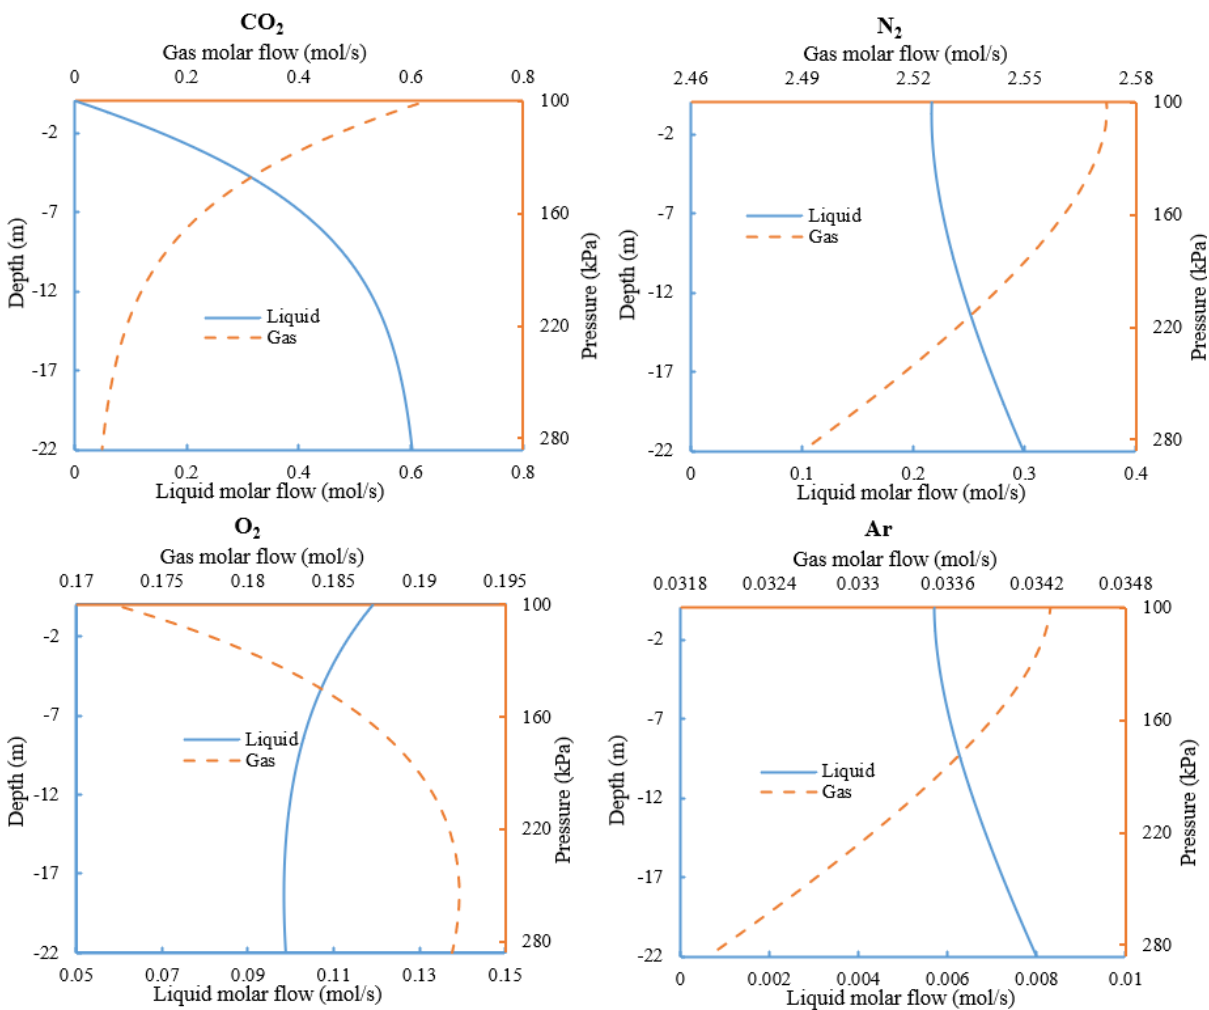 CO2
Gas molar flow (mol/s)
0 0.2 0.4 0.6 0.8
100
-2
-7
160
Depth (m)
-12
Pressure (kPa)
Liquid
220
Gas
-17
280
-22
0 0.2 0.4 0.6 0.8
Liquid molar flow (mol/s)
N2
Gas molar flow (mol/s)
2.46 2.49 2.52 2.55 2.58
100
-2
-7
160
Liquid
Gas
Depth (m)
Pressure (kPa)
-12
220
-17
280
-22
0 0.1 0.2 0.3 0.4
Liquid molar flow (mol/s)
O2
Gas molar flow (mol/s)
0.17 0.175 0.18 0.185 0.19 0.195
100
-2
-7
160
Liquid
Gas
Depth (m)
Pressure (kPa)
-12
220
-17
280
-22
0.05 0.07 0.09 0.11 0.13 0.15
Liquid molar flow (mol/s)
Ar
Gas molar flow (mol/s)
0.0318 0.0324 0.033 0.0336 0.0342 0.0348
100
-2
-7
160
Depth (m)
Pressure (kPa)
Liquid
Gas
-12
220
-17
280
-22
0 0.002 0.004 0.006 0.008 0.01
Liquid molar flow (mol/s)